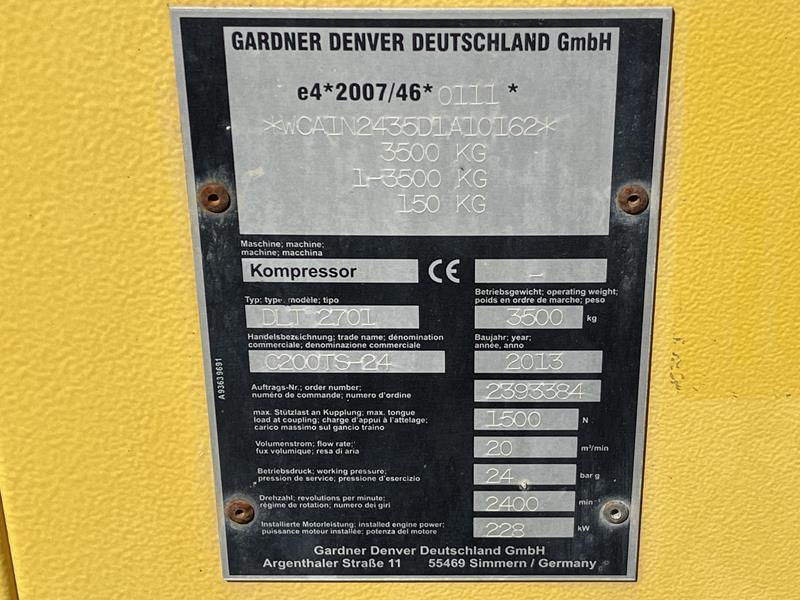 GARDNER DENVER DEUTSCHLAND GmbH
e4*2007/46*0111*
*WCA1N2435D1A10162*
3500 KG
1-3500 KG
150 KG
Maschine; machine;
machine; macchina
Kompressor
CE
-
Betriebsgewicht; operating weight;
poids en ordre de marche; peso
Typ; type; modèle; tipo
DLT 2701
3500 kg
Handelsbezeichnung; trade name; dénomination
commerciale; denominazione commerciale
C200TS-24
Baujahr; year;
année, anno
2013
Auftrags-Nr.; order number;
numéro de commande; numero d'ordine
2393384
max. Stützlast an Kupplung; max. tongue
load at coupling; charge d'appui à l'attelage;
carico massimo sul gancio traino
1500 N
Volumenstrom; flow rate;
fux volumique; resa di aria
20 m³/min
Betriebsdruck; working pressure;
pression de service; pressione d'esercizio
24 bar g
Drehzahl; revolutions per minute;
régime de rotation; numero dei giri
2400 min⁻¹
Installierte Motorleistung; installed engine power;
puissance moteur installée; potenza del motore
228 kW
Gardner Denver Deutschland GmbH
Argenthaler Straße 11 55469 Simmern / Germany
A93639691